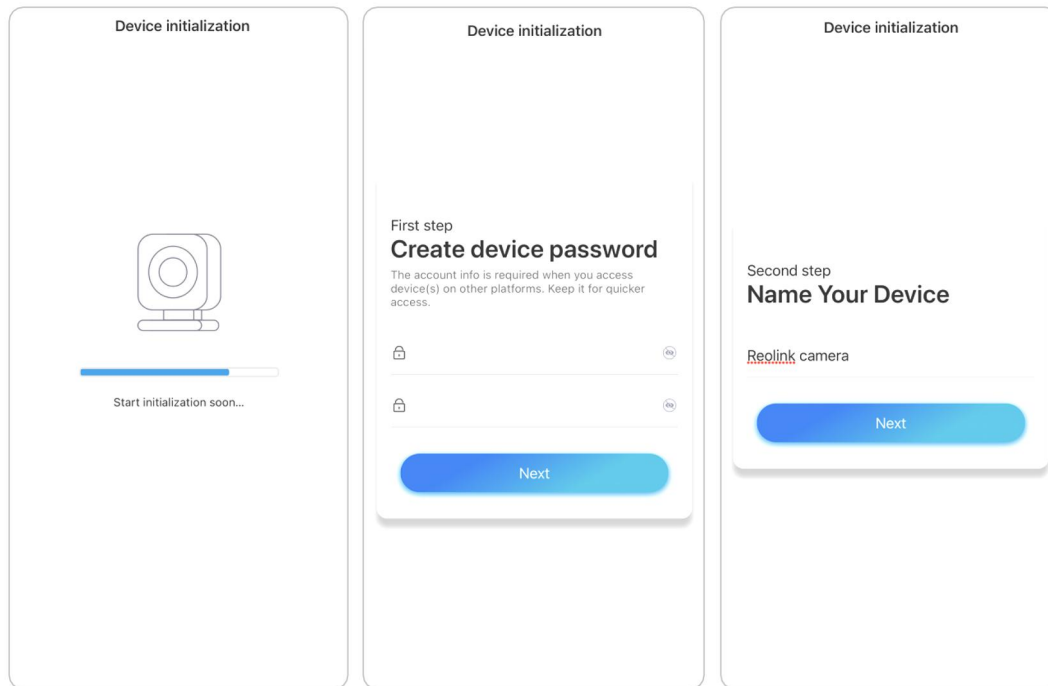 Device initialization
Start initialization soon...
Device initialization
First step
Create device password
The account info is required when you access
device(s) on other platforms. Keep it for quicker
access.
Next
Device initialization
Second step
Name Your Device
Reolink camera
Next